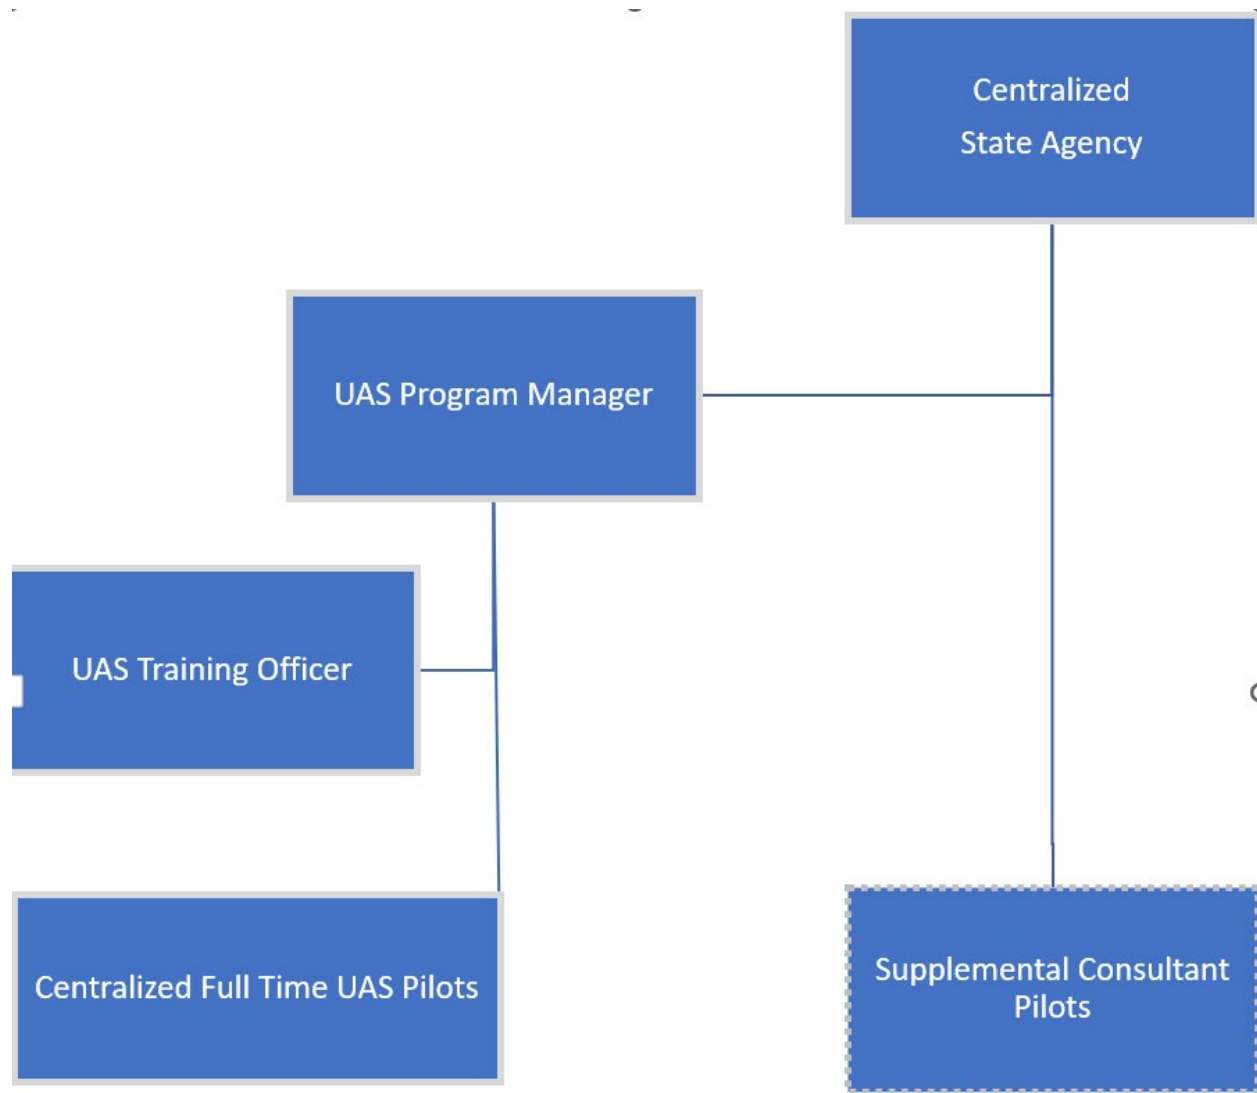 Centralized
State Agency
UAS Program Manager
UAS Training Officer
Centralized Full Time UAS Pilots
Supplemental Consultant
Pilots